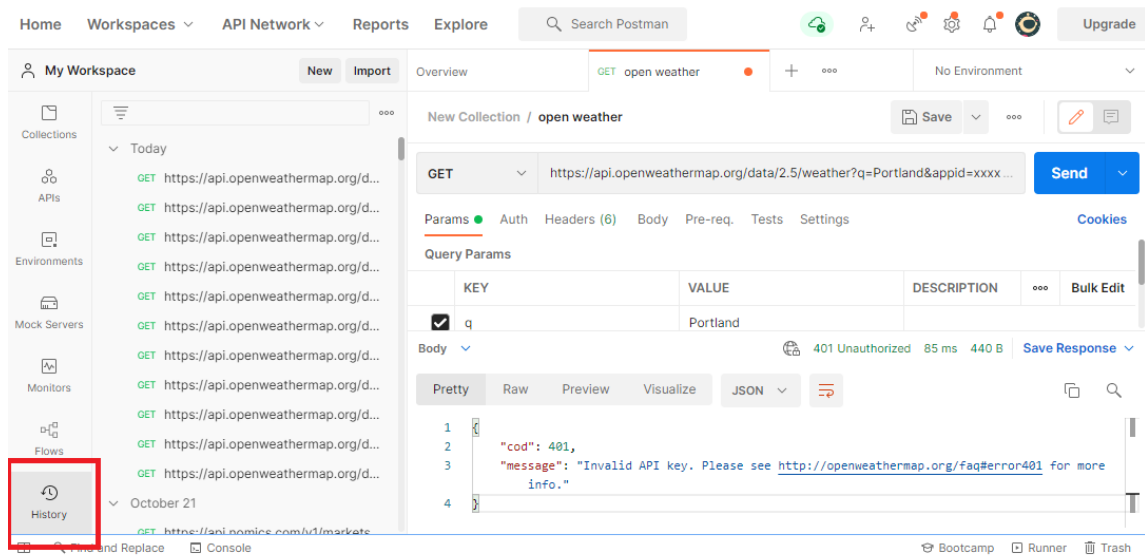 Home Workspaces API Network Reports Explore Search Postman Upgrade
My Workspace New Import Overview GET open weather No Environment
Collections
APIs
Environments
Mock Servers
Monitors
Flows
History
Today
GET https://api.openweathermap.org/d...
GET https://api.openweathermap.org/d...
GET https://api.openweathermap.org/d...
GET https://api.openweathermap.org/d...
GET https://api.openweathermap.org/d...
GET https://api.openweathermap.org/d...
GET https://api.openweathermap.org/d...
GET https://api.openweathermap.org/d...
GET https://api.openweathermap.org/d...
GET https://api.openweathermap.org/d...
GET https://api.openweathermap.org/d...
October 21
GET https://api.nomics.com/v1/markets
New Collection / open weather Save
GET https://api.openweathermap.org/data/2.5/weather?q=Portland&appid=xxxx... Send
Params Auth Headers (6) Body Pre-req. Tests Settings Cookies
Query Params
KEY VALUE DESCRIPTION Bulk Edit
q Portland
Body 401 Unauthorized 85 ms 440 B Save Response
Pretty Raw Preview Visualize JSON
1 {
2 "cod": 401,
3 "message": "Invalid API key. Please see http://openweathermap.org/faq#error401 for more
info."
4 }
Find and Replace Console Bootcamp Runner Trash